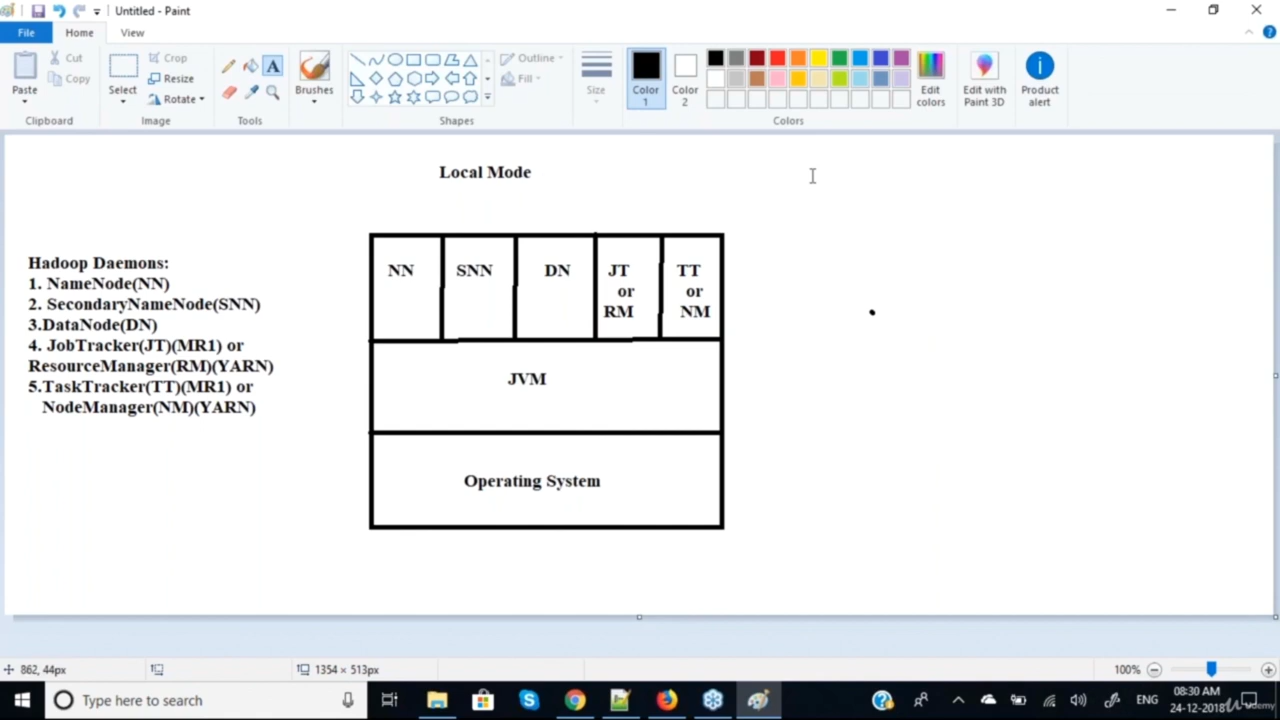 Untitled - Paint
File
Home
View
Paste
Cut
Copy
Clipboard
Select
Crop
Resize
Rotate
Image
A
Tools
Brushes
Shapes
Outline
Fill
Size
Color 1
Color 2
Colors
Edit colors
Edit with Paint 3D
Product alert
Local Mode
Hadoop Daemons:
1. NameNode(NN)
2. SecondaryNameNode(SNN)
3.DataNode(DN)
4. JobTracker(JT)(MR1) or
ResourceManager(RM)(YARN)
5.TaskTracker(TT)(MR1) or
NodeManager(NM)(YARN)
NN
SNN
DN
JT
or
RM
TT
or
NM
JVM
Operating System
862, 44px
1354 × 513px
100%
Type here to search
ENG
08:30 AM
24-12-2018
Udemy